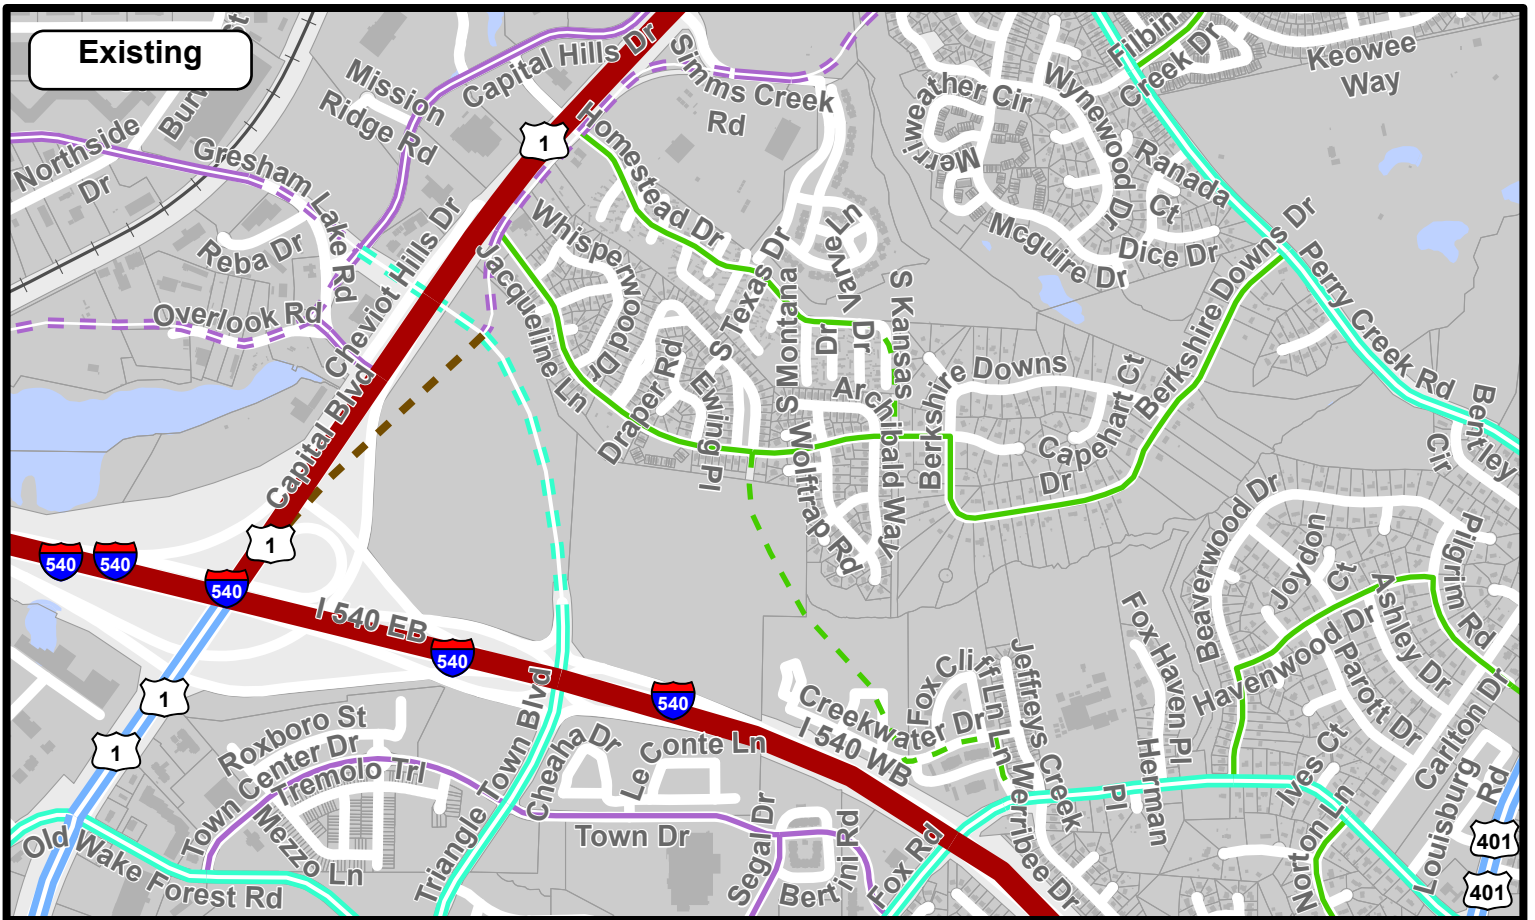 Existing
Northside
Dr
Burw
St
Mission
Ridge Rd
Capital Hills Dr
Simms Creek
Rd
Gresham Lake Rd
Reba Dr
Overlook Rd
Cheviot Hills Dr
Capital Blvd
1
Homestead Dr
Whisperwood Dr
Jacqueline Ln
Draper Rd
Ewing Pl
S Texas Dr
S Montana
Dr
Varve Ln
S Kansas
Dr
Archibald Way
S Wolftrap Rd
Merriweather Cir
Wynewood Dr
Filbin
Creek Dr
Keowee
Way
Ranada
Ct
Dice Dr
Mcguire Dr
Berkshire Downs Dr
Perry Creek Rd
Berkshire Downs
Dr
Capehart Ct
Bentley
Cir
Beaverwood Dr
Joydon
Ct
Pilgrim Rd
Ashley Dr
Havenwood Dr
Parott Dr
Carlton Dr
Ives Ct
Norton Ln
Louisburg
Rd
401
401
Fox Haven Pl
Herman
Pl
Jeffreys Creek
Ln
Fox Cliff Ln
Creekwater Dr
Werribee Dr
I 540 WB
I 540 EB
540
540
540
540
540
1
1
1
Roxboro St
Town Center Dr
Tremolo Trl
Mezzo Ln
Old Wake Forest Rd
Triangle Town Blvd
Cheaha Dr
Le Conte Ln
Town Dr
Segal Dr
Bertini Rd
Fox Rd